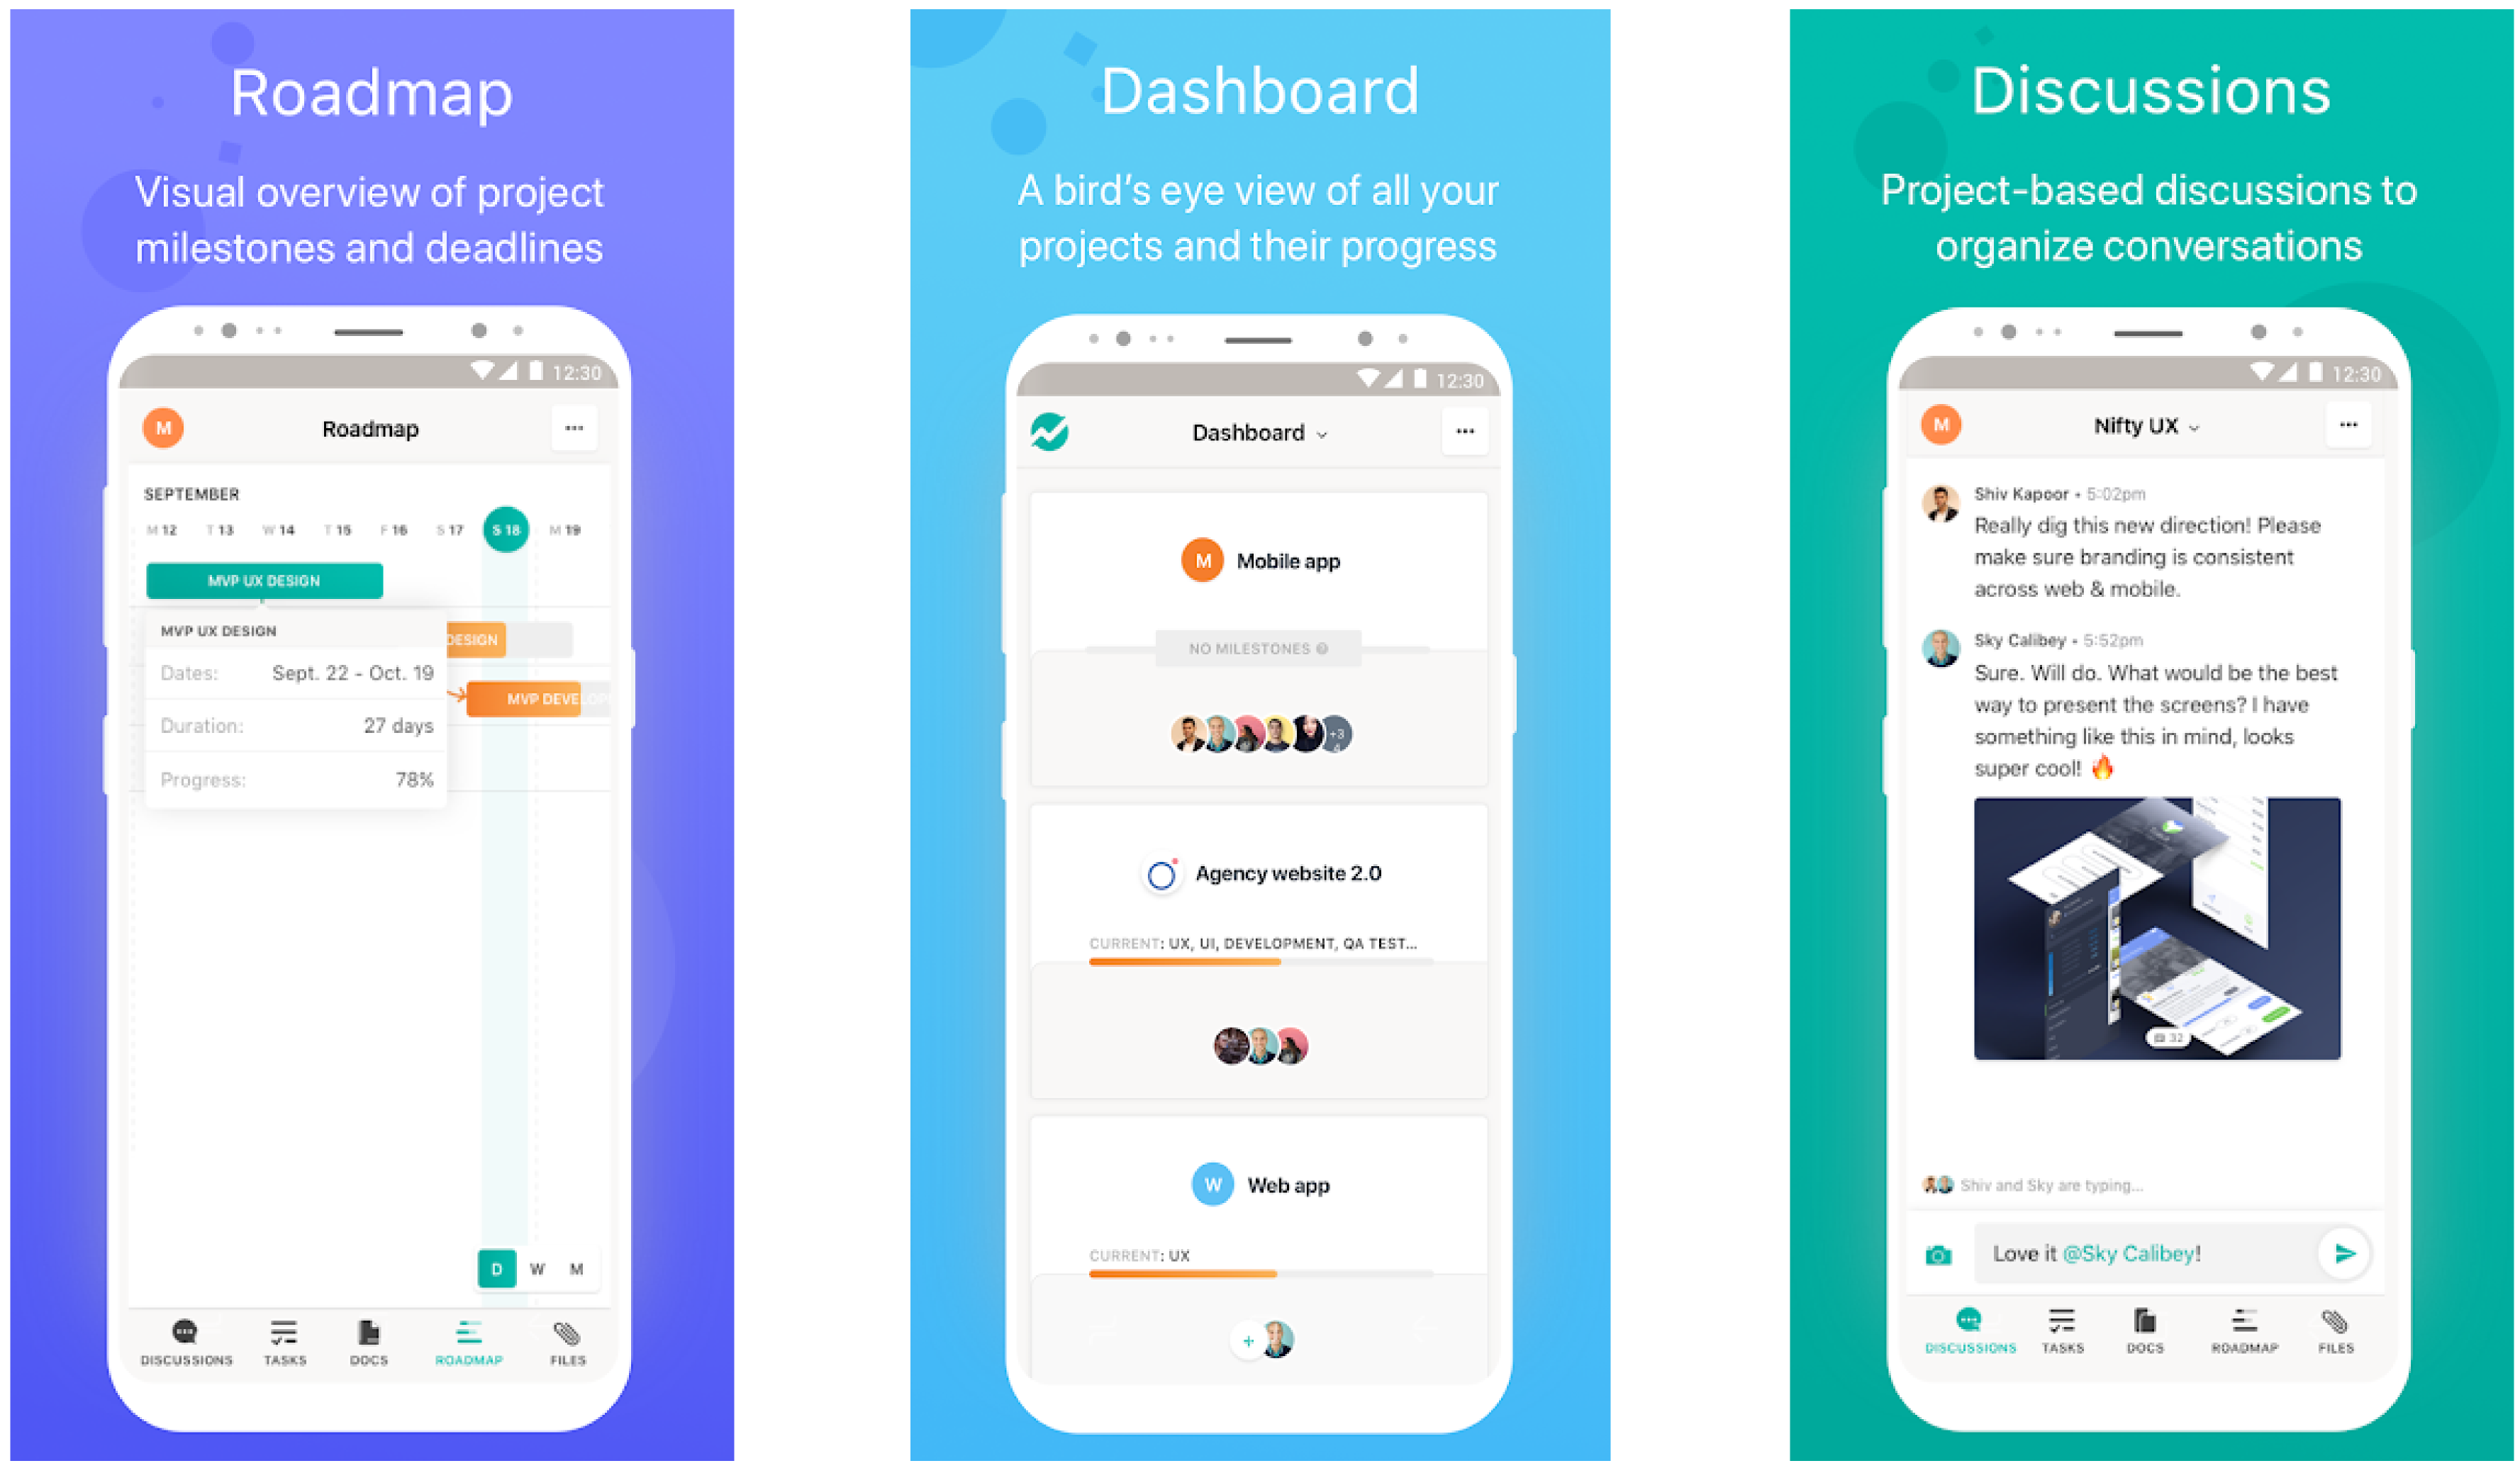 Roadmap
Visual overview of project
milestones and deadlines
12:30
M
Roadmap
SEPTEMBER
M 12 T 13 W 14 T 15 F 16 S 17 S 18 M 19
MVP UX DESIGN
MVP UX DESIGN
DESIGN
Dates: Sept. 22 - Oct. 19
MVP DEVELOP
Duration: 27 days
Progress: 78%
D W M
DISCUSSIONS TASKS DOCS ROADMAP FILES
Dashboard
A bird's eye view of all your
projects and their progress
12:30
Dashboard
M Mobile app
NO MILESTONES
+3
4
Agency website 2.0
CURRENT: UX, UI, DEVELOPMENT, QA TEST...
W Web app
CURRENT: UX
+
Discussions
Project-based discussions to
organize conversations
12:30
M
Nifty UX
Shiv Kapoor • 5:02pm
Really dig this new direction! Please
make sure branding is consistent
across web & mobile.
Sky Calibey • 5:52pm
Sure. Will do. What would be the best
way to present the screens? I have
something like this in mind, looks
super cool! 🔥
32
Shiv and Sky are typing...
Love it @Sky Calibey!
DISCUSSIONS TASKS DOCS ROADMAP FILES